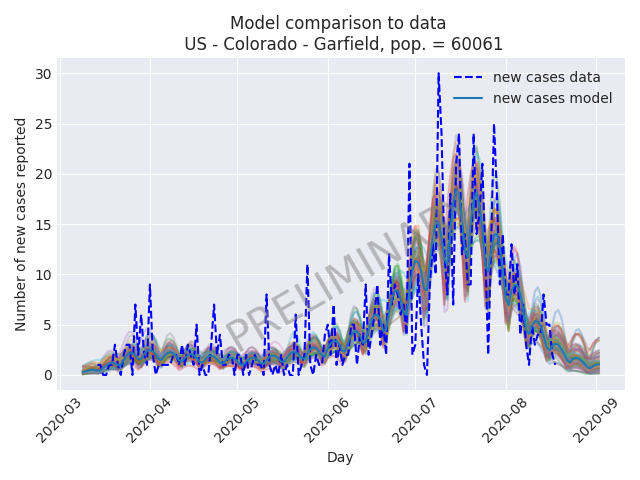 Model comparison to data
US - Colorado - Garfield, pop. = 60061
new cases data
new cases model
Number of new cases reported
30
25
20
15
10
5
0
2020-03
2020-04
2020-05
2020-06
2020-07
2020-08
2020-09
Day